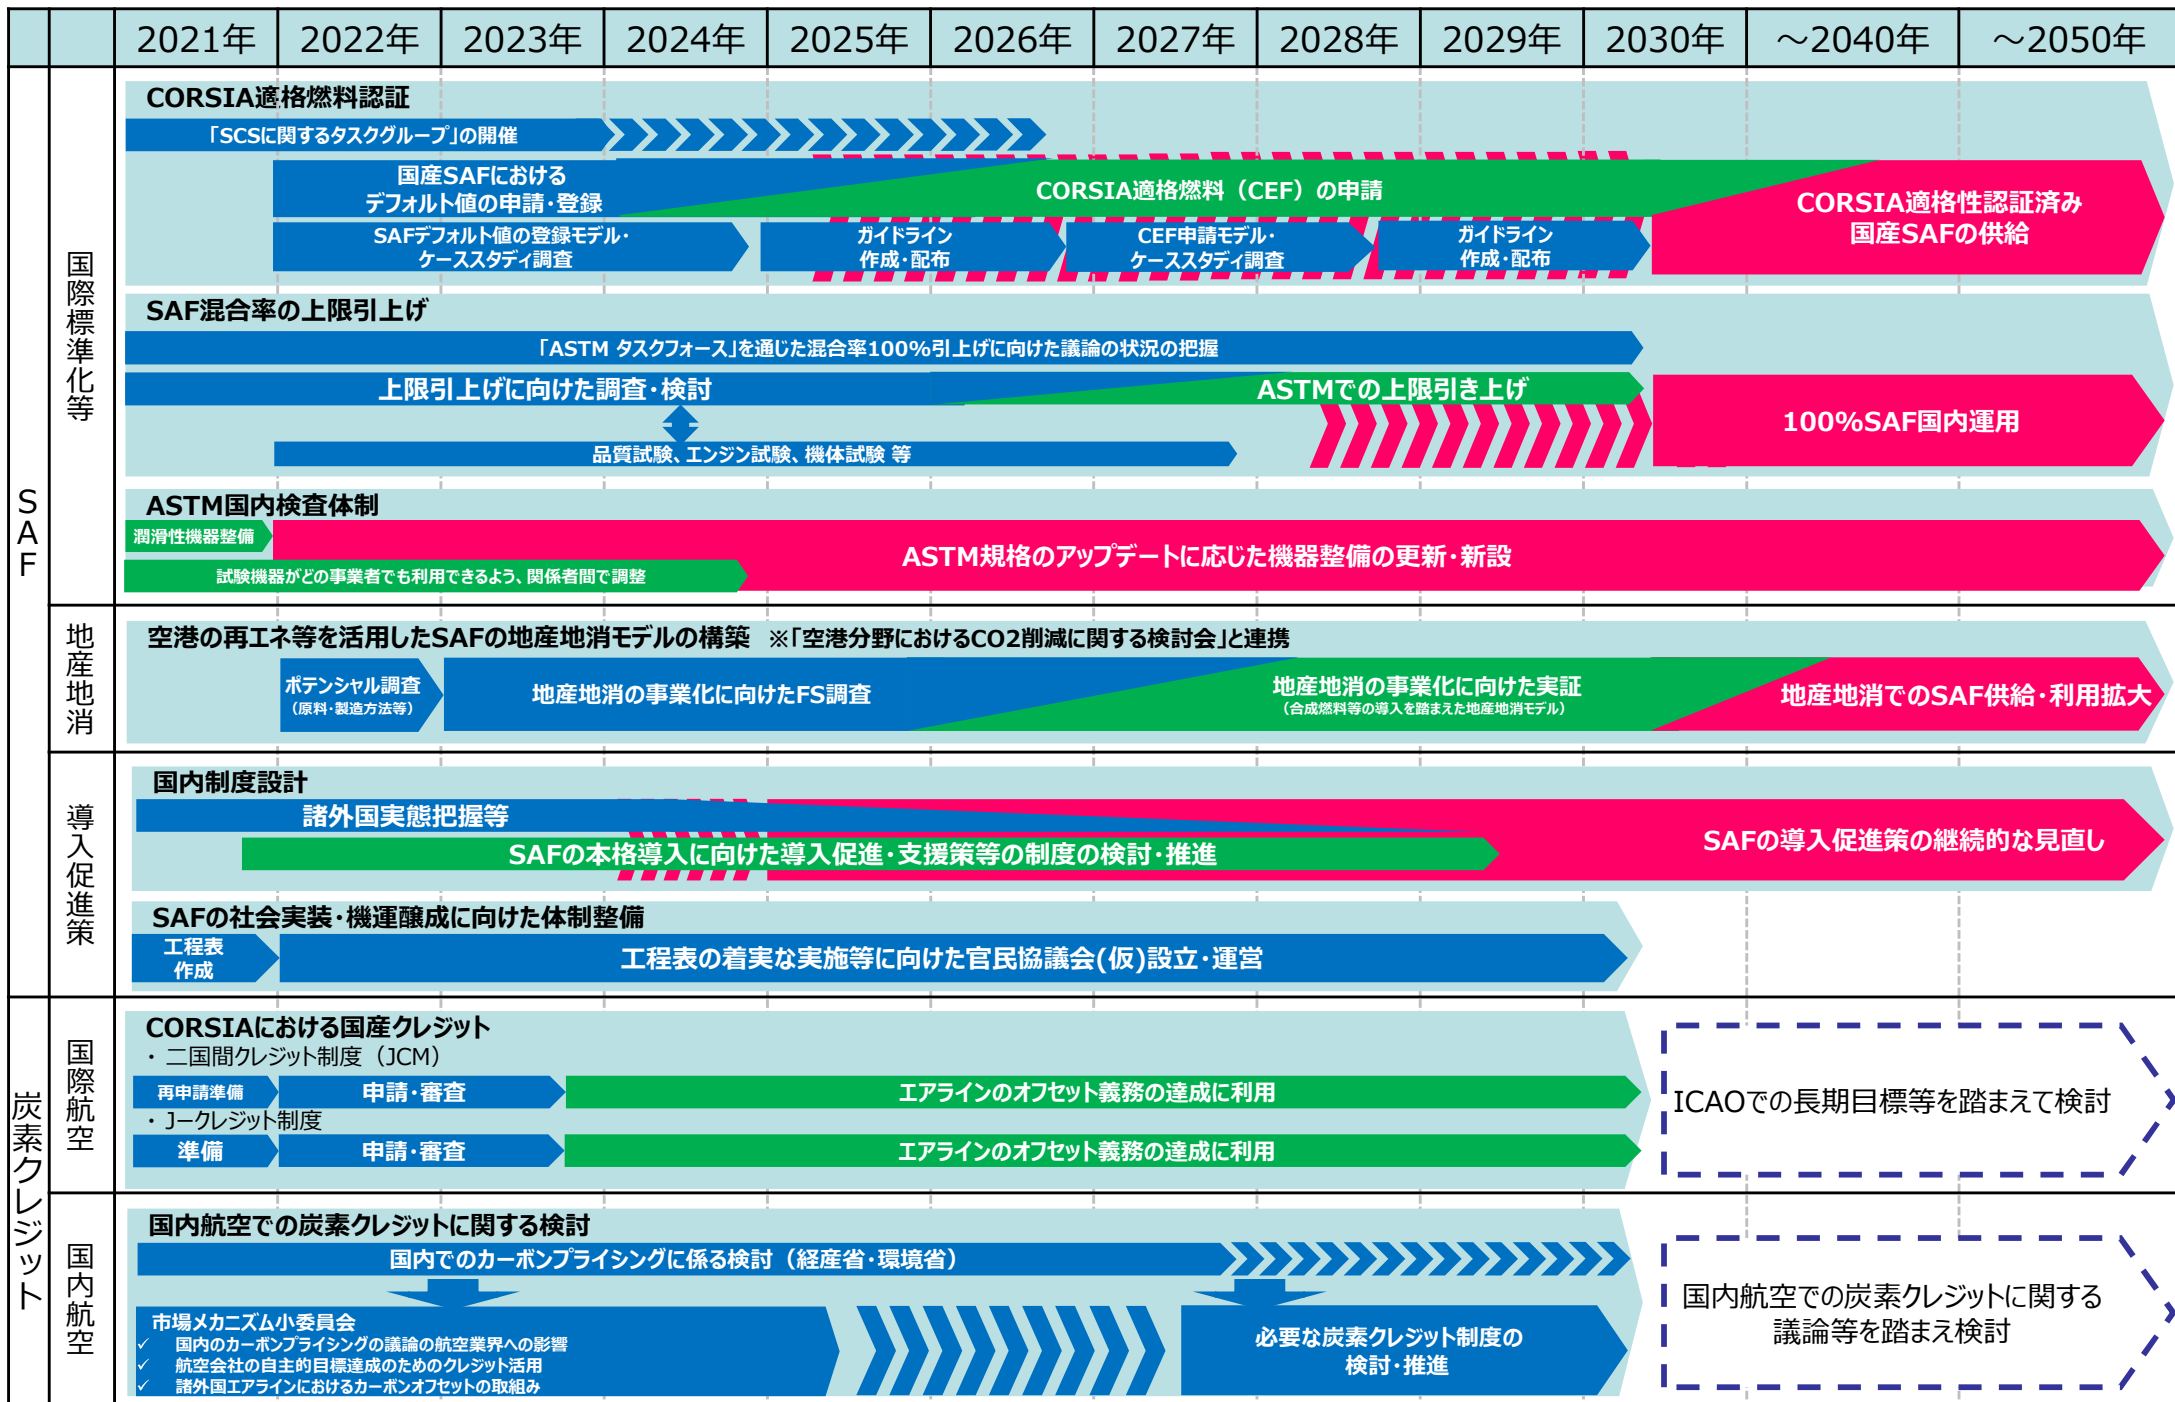 2021年 2022年 2023年 2024年 2025年 2026年 2027年 2028年 2029年 2030年 ～2040年 ～2050年
SAF
国際標準化等
CORSIA適格燃料認証
「SCSに関するタスクグループ」の開催
国産SAFにおける
デフォルト値の申請・登録
CORSIA適格燃料（CEF）の申請
CORSIA適格性認証済み
国産SAFの供給
SAFデフォルト値の登録モデル・
ケーススタディ調査
ガイドライン
作成・配布
CEF申請モデル・
ケーススタディ調査
ガイドライン
作成・配布
SAF混合率の上限引上げ
「ASTM タスクフォース」を通じた混合率100%引上げに向けた議論の状況の把握
上限引上げに向けた調査・検討
ASTMでの上限引き上げ
100%SAF国内運用
品質試験、エンジン試験、機体試験 等
ASTM国内検査体制
潤滑性機器整備
ASTM規格のアップデートに応じた機器整備の更新・新設
試験機器がどの事業者でも利用できるよう、関係者間で調整
地産地消
空港の再エネ等を活用したSAFの地産地消モデルの構築 ※「空港分野におけるCO2削減に関する検討会」と連携
ポテンシャル調査
（原料・製造方法等）
地産地消の事業化に向けたFS調査
地産地消の事業化に向けた実証
（合成燃料等の導入を踏まえた地産地消モデル）
地産地消でのSAF供給・利用拡大
導入促進策
国内制度設計
諸外国実態把握等
SAFの本格導入に向けた導入促進・支援策等の制度の検討・推進
SAFの導入促進策の継続的な見直し
SAFの社会実装・機運醸成に向けた体制整備
工程表
作成
工程表の着実な実施等に向けた官民協議会(仮)設立・運営
炭素クレジット
国際航空
CORSIAにおける国産クレジット
・ 二国間クレジット制度（JCM）
再申請準備
申請・審査
エアラインのオフセット義務の達成に利用
・ J-クレジット制度
準備
申請・審査
エアラインのオフセット義務の達成に利用
ICAOでの長期目標等を踏まえて検討
国内航空
国内航空での炭素クレジットに関する検討
国内でのカーボンプライシングに係る検討（経産省・環境省）
市場メカニズム小委員会
✓ 国内のカーボンプライシングの議論の航空業界への影響
✓ 航空会社の自主的目標達成のためのクレジット活用
✓ 諸外国エアラインにおけるカーボンオフセットの取組み
必要な炭素クレジット制度の
検討・推進
国内航空での炭素クレジットに関する
議論等を踏まえ検討